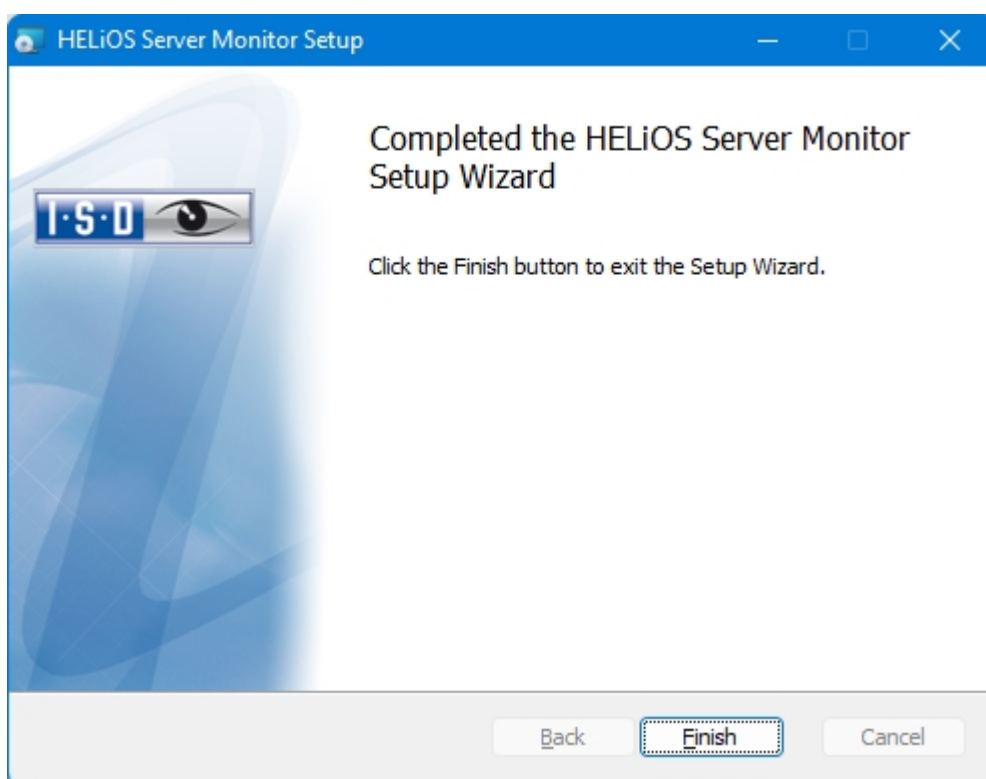 HELiOS Server Monitor Setup
Completed the HELiOS Server Monitor
Setup Wizard
I·S·D
Click the Finish button to exit the Setup Wizard.
Back
Finish
Cancel